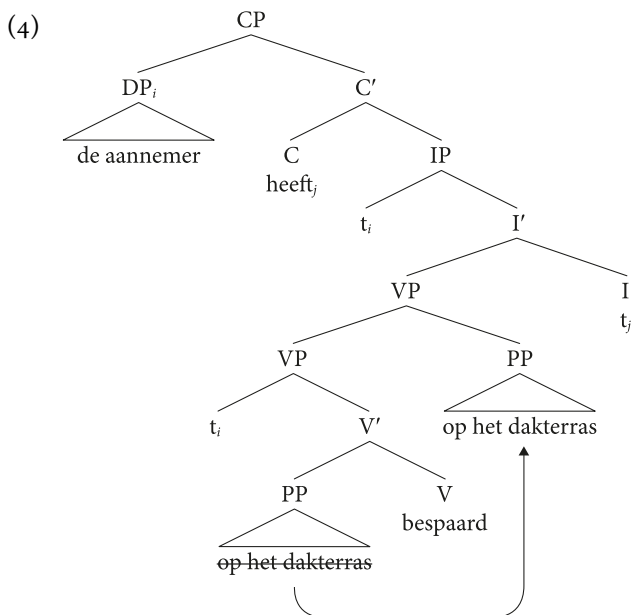 (4)
CP
DPᵢ C′
de aannemer C IP
heeftⱼ
tᵢ I′
VP I
tⱼ
VP PP
tᵢ V′ op het dakterras
PP V
bespaard
op het dakterras